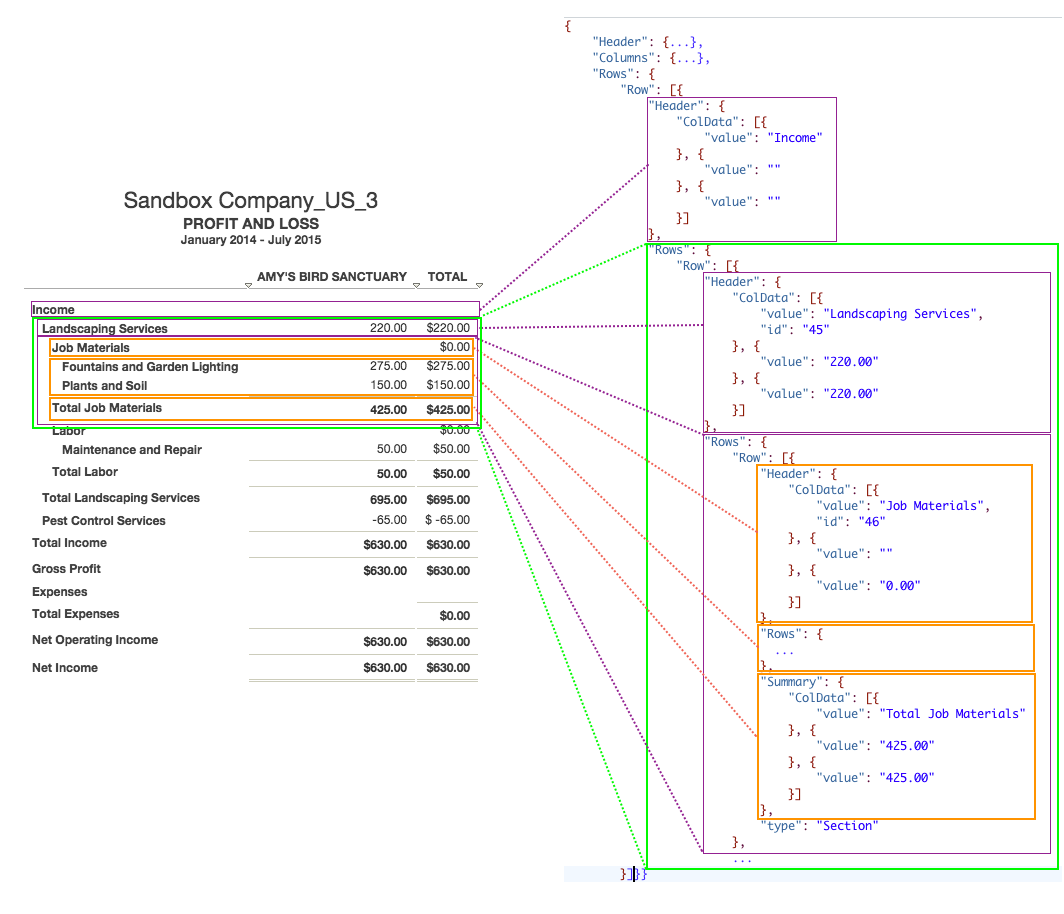 Sandbox Company_US_3
PROFIT AND LOSS
January 2014 - July 2015
AMY'S BIRD SANCTUARY TOTAL
Income
Landscaping Services 220.00 $220.00
Job Materials $0.00
Fountains and Garden Lighting 275.00 $275.00
Plants and Soil 150.00 $150.00
Total Job Materials 425.00 $425.00
Labor $0.00
Maintenance and Repair 50.00 $50.00
Total Labor 50.00 $50.00
Total Landscaping Services 695.00 $695.00
Pest Control Services -65.00 $ -65.00
Total Income $630.00 $630.00
Gross Profit $630.00 $630.00
Expenses
Total Expenses $0.00
Net Operating Income $630.00 $630.00
Net Income $630.00 $630.00
{
"Header": {...},
"Columns": {...},
"Rows": {
"Row": [{
"Header": {
"ColData": [{
"value": "Income"
}, {
"value": ""
}, {
"value": ""
}]
},
"Rows": {
"Row": [{
"Header": {
"ColData": [{
"value": "Landscaping Services",
"id": "45"
}, {
"value": "220.00"
}, {
"value": "220.00"
}]
},
"Rows": {
"Row": [{
"Header": {
"ColData": [{
"value": "Job Materials",
"id": "46"
}, {
"value": ""
}, {
"value": "0.00"
}]
},
"Rows": {
...
},
"Summary": {
"ColData": [{
"value": "Total Job Materials"
}, {
"value": "425.00"
}, {
"value": "425.00"
}]
},
"type": "Section"
},
...
}]}}